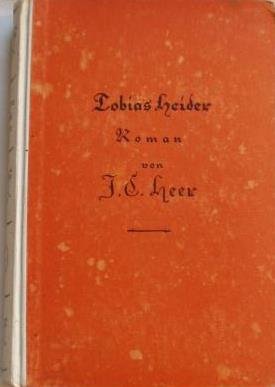 Tobias Heider
Roman
von
J. C. Heer